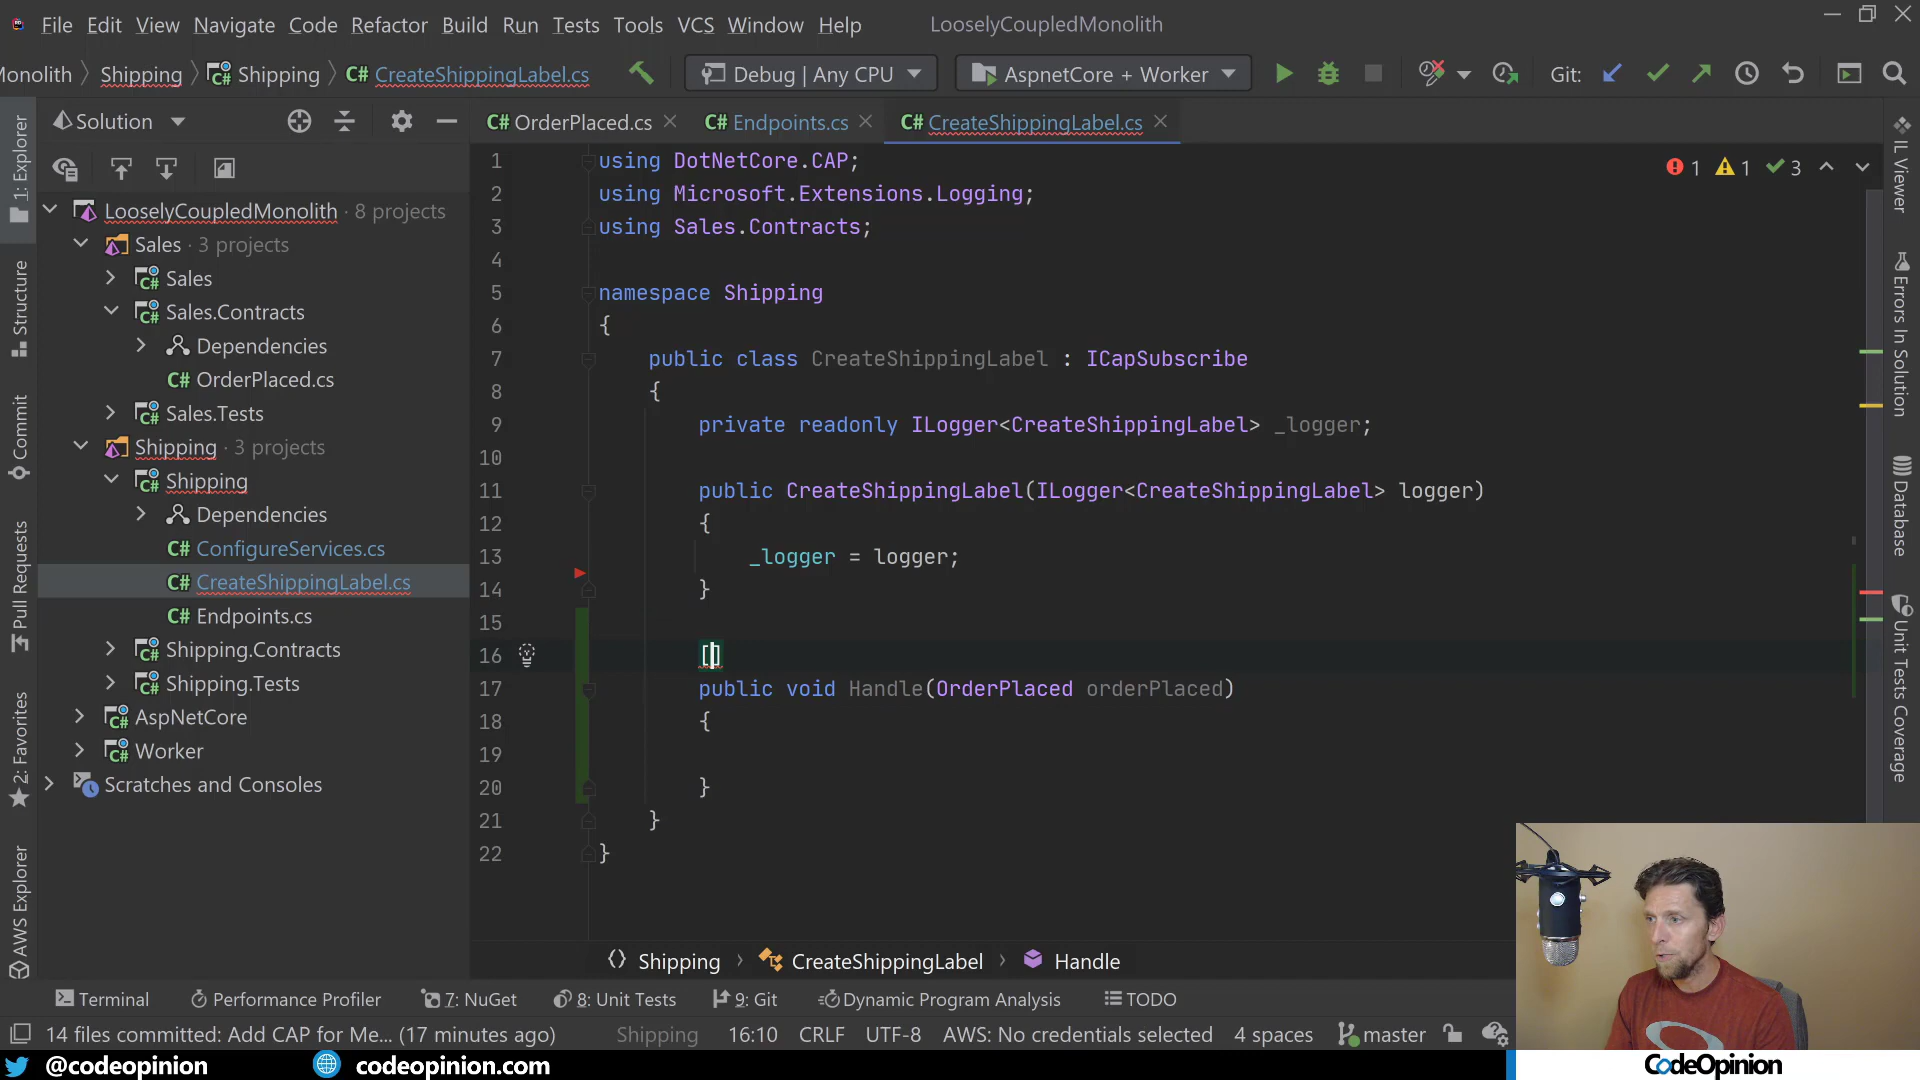 File Edit View Navigate Code Refactor Build Run Tests Tools VCS Window Help LooselyCoupledMonolith
Monolith Shipping Shipping C# CreateShippingLabel.cs Debug | Any CPU AspnetCore + Worker Git:
Solution
C# OrderPlaced.cs C# Endpoints.cs C# CreateShippingLabel.cs
1: Explorer
Structure
Commit
Pull Requests
2: Favorites
AWS Explorer
LooselyCoupledMonolith · 8 projects
Sales · 3 projects
C# Sales
C# Sales.Contracts
Dependencies
C# OrderPlaced.cs
C# Sales.Tests
Shipping · 3 projects
C# Shipping
Dependencies
C# ConfigureServices.cs
C# CreateShippingLabel.cs
C# Endpoints.cs
C# Shipping.Contracts
C# Shipping.Tests
C# AspNetCore
C# Worker
Scratches and Consoles
1 using DotNetCore.CAP;
2 using Microsoft.Extensions.Logging;
3 using Sales.Contracts;
4
5 namespace Shipping
6 {
7 public class CreateShippingLabel : ICapSubscribe
8 {
9 private readonly ILogger<CreateShippingLabel> _logger;
10
11 public CreateShippingLabel(ILogger<CreateShippingLabel> logger)
12 {
13 _logger = logger;
14 }
15
16 []
17 public void Handle(OrderPlaced orderPlaced)
18 {
19
20 }
21 }
22 }
1 1 3
IL Viewer
Errors In Solution
Database
Unit Tests Coverage
Shipping CreateShippingLabel Handle
Terminal Performance Profiler 7: NuGet 8: Unit Tests 9: Git Dynamic Program Analysis TODO
14 files committed: Add CAP for Me... (17 minutes ago) Shipping 16:10 CRLF UTF-8 AWS: No credentials selected 4 spaces master
@codeopinion codeopinion.com CodeOpinion